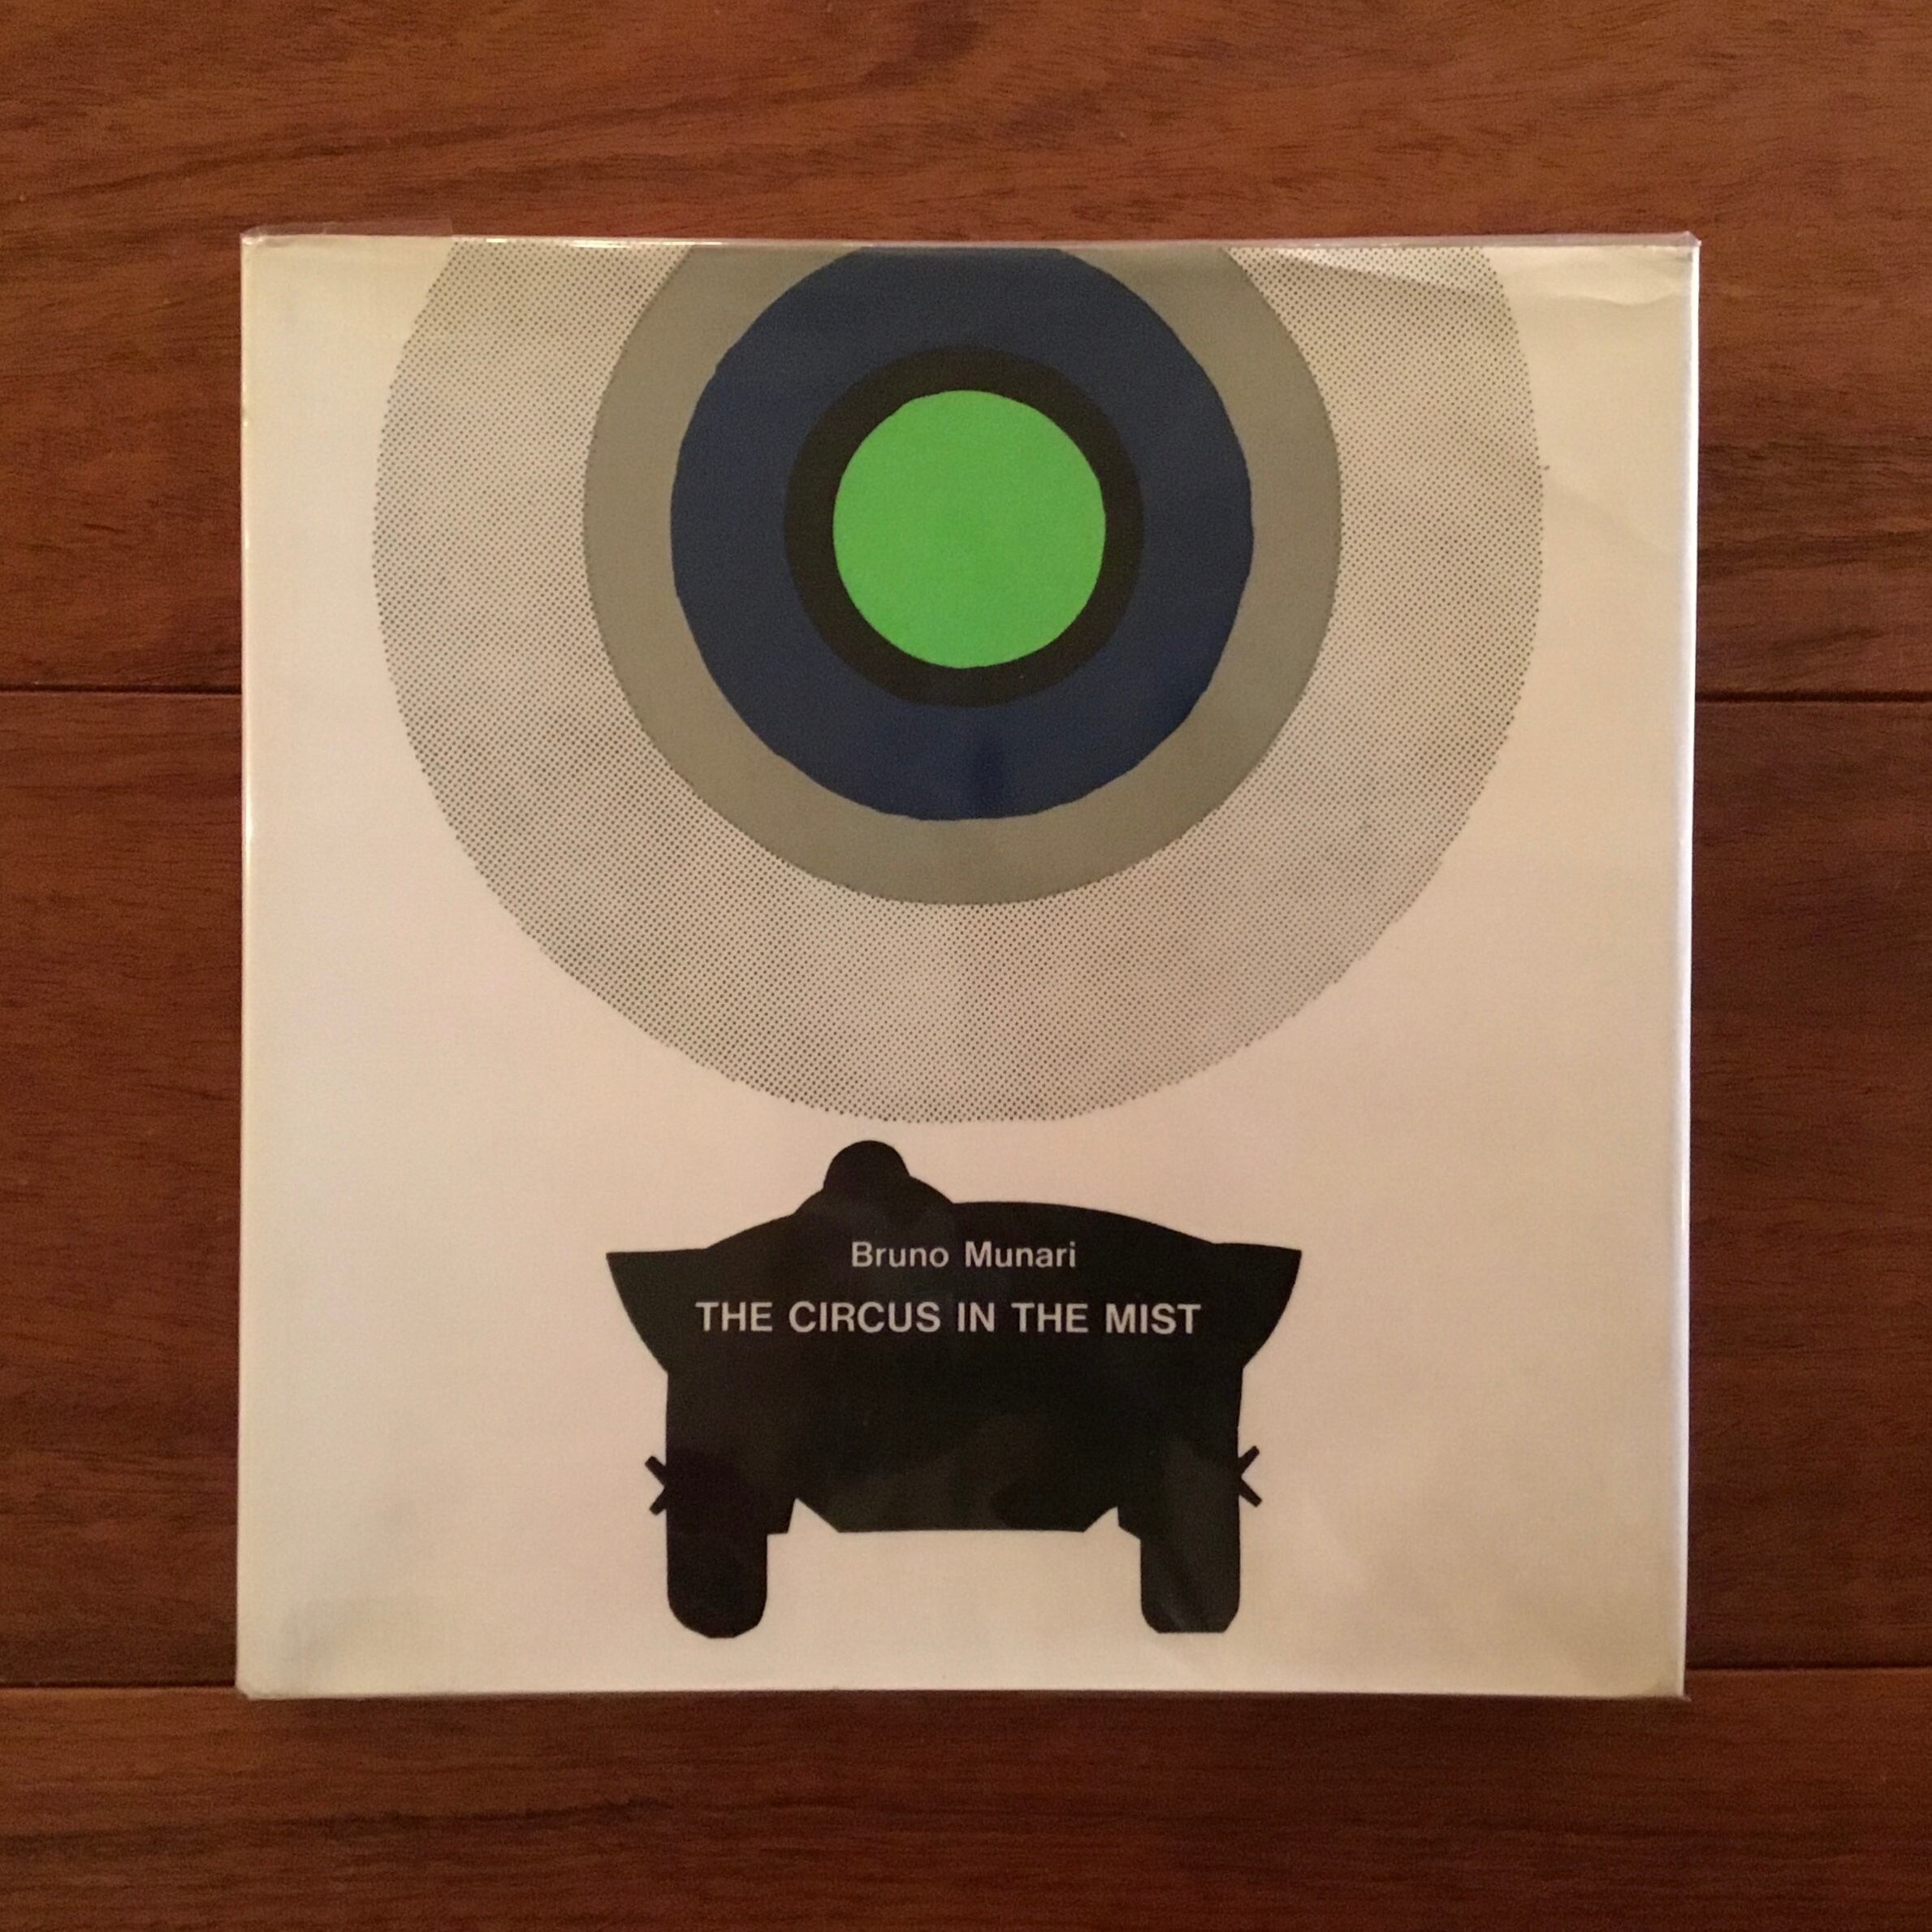 Bruno Munari
THE CIRCUS IN THE MIST